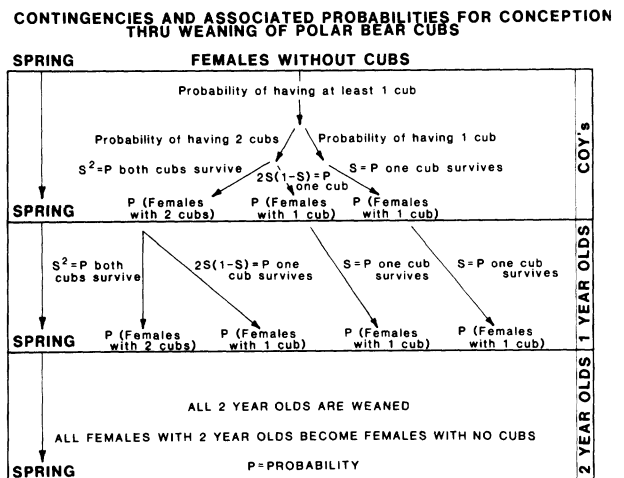 CONTINGENCIES AND ASSOCIATED PROBABILITIES FOR CONCEPTION
THRU WEANING OF POLAR BEAR CUBS
SPRING
FEMALES WITHOUT CUBS
Probability of having at least 1 cub
Probability of having 2 cubs
Probability of having 1 cub
S²=P both cubs survive
2S(1-S)=P
one cub
S=P one cub survives
COY's
SPRING
P (Females
with 2 cubs)
P (Females
with 1 cub)
P (Females
with 1 cub)
S²=P both
cubs survive
2S(1-S)=P one
cub survives
S=P one cub
survives
S=P one cub
survives
1 YEAR OLDS
SPRING
P (Females
with 2 cubs)
P (Females
with 1 cub)
P (Females
with 1 cub)
P (Females
with 1 cub)
ALL 2 YEAR OLDS ARE WEANED
ALL FEMALES WITH 2 YEAR OLDS BECOME FEMALES WITH NO CUBS
P=PROBABILITY
2 YEAR OLDS
SPRING